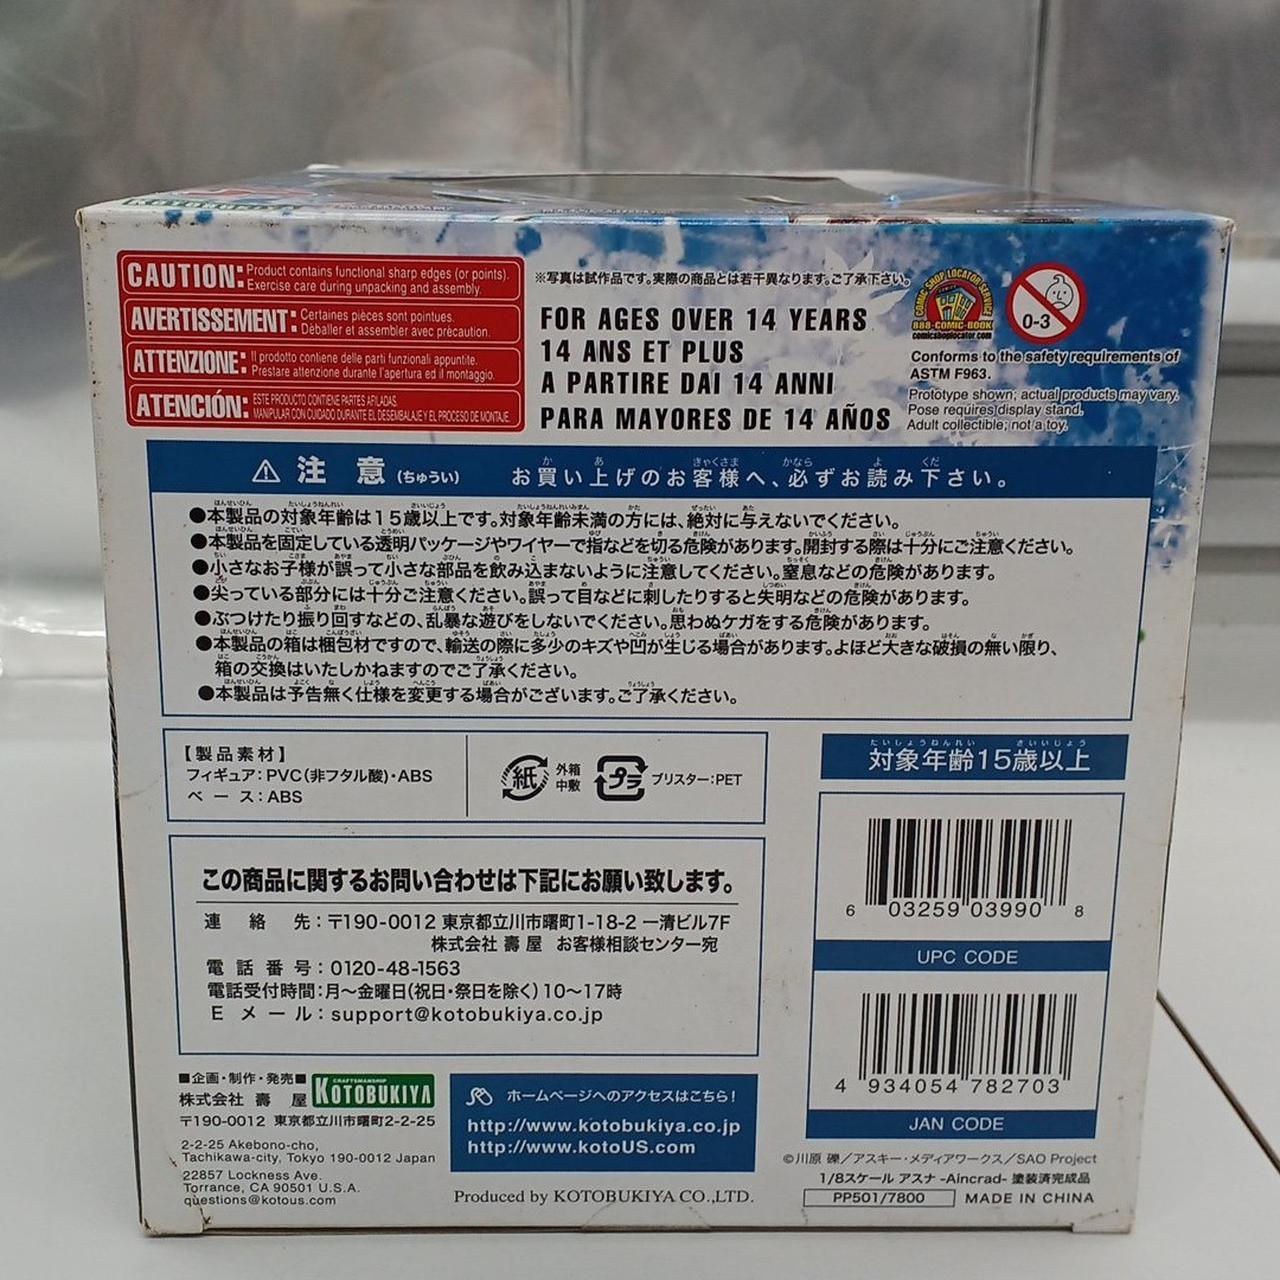 KOTOBUKIYA
CAUTION: Product contains functional sharp edges (or points).
Exercise care during unpacking and assembly.
AVERTISSEMENT: Certaines pièces sont pointues.
Déballer et assembler avec précaution.
ATTENZIONE: Il prodotto contiene delle parti funzionali appuntite.
Prestare attenzione durante l'apertura ed il montaggio.
ATENCIÓN: ESTE PRODUCTO CONTIENE PARTES AFILADAS.
MANIPULAR CON CUIDADO DURANTE EL DESEMBALAJE Y EL PROCESO DE MONTAJE.
※写真は試作品です。実際の商品とは若干異なります。ご了承下さい。
FOR AGES OVER 14 YEARS
14 ANS ET PLUS
A PARTIRE DAI 14 ANNI
PARA MAYORES DE 14 AÑOS
COMIC SHOP LOCATOR SERVICE
888-COMIC-BOOK
comicshoplocator.com
0-3
Conforms to the safety requirements of
ASTM F963.
Prototype shown; actual products may vary.
Pose requires display stand.
Adult collectible; not a toy.
⚠ 注 意 (ちゅうい) お買い上げのお客様へ、必ずお読み下さい。
●本製品の対象年齢は15歳以上です。対象年齢未満の方には、絶対に与えないでください。
●本製品を固定している透明パッケージやワイヤーで指などを切る危険があります。開封する際は十分にご注意ください。
●小さなお子様が誤って小さな部品を飲み込まないように注意してください。窒息などの危険があります。
●尖っている部分には十分ご注意ください。誤って目などに刺したりすると失明などの危険があります。
●ぶつけたり振り回すなどの、乱暴な遊びをしないでください。思わぬケガをする危険があります。
●本製品の箱は梱包材ですので、輸送の際に多少のキズや凹が生じる場合があります。よほど大きな破損の無い限り、
箱の交換はいたしかねますのでご了承ください。
●本製品は予告無く仕様を変更する場合がございます。ご了承ください。
【製品素材】
フィギュア：PVC（非フタル酸）・ABS
ベース：ABS
紙 外箱
中敷
プラ ブリスター：PET
対象年齢15歳以上
6 03259 03990 8
UPC CODE
4 934054 782703
JAN CODE
この商品に関するお問い合わせは下記にお願い致します。
連絡先：〒190-0012 東京都立川市曙町1-18-2 一清ビル7F
株式会社 壽屋 お客様相談センター宛
電話番号：0120-48-1563
電話受付時間：月〜金曜日(祝日・祭日を除く) 10〜17時
Eメール：support@kotobukiya.co.jp
■企画・制作・発売■
株式会社 壽 屋
CRAFTSMANSHIP
KOTOBUKIYA
〒190-0012 東京都立川市曙町2-2-25
2-2-25 Akebono-cho,
Tachikawa-city, Tokyo 190-0012 Japan
22857 Lockness Ave.
Torrance, CA 90501 U.S.A.
questions@kotous.com
ホームページへのアクセスはこちら！
http://www.kotobukiya.co.jp
http://www.kotoUS.com
Produced by KOTOBUKIYA CO.,LTD.
©川原 礫／アスキー・メディアワークス／SAO Project
1/8スケール アスナ -Aincrad- 塗装済完成品
PP501/7800 MADE IN CHINA